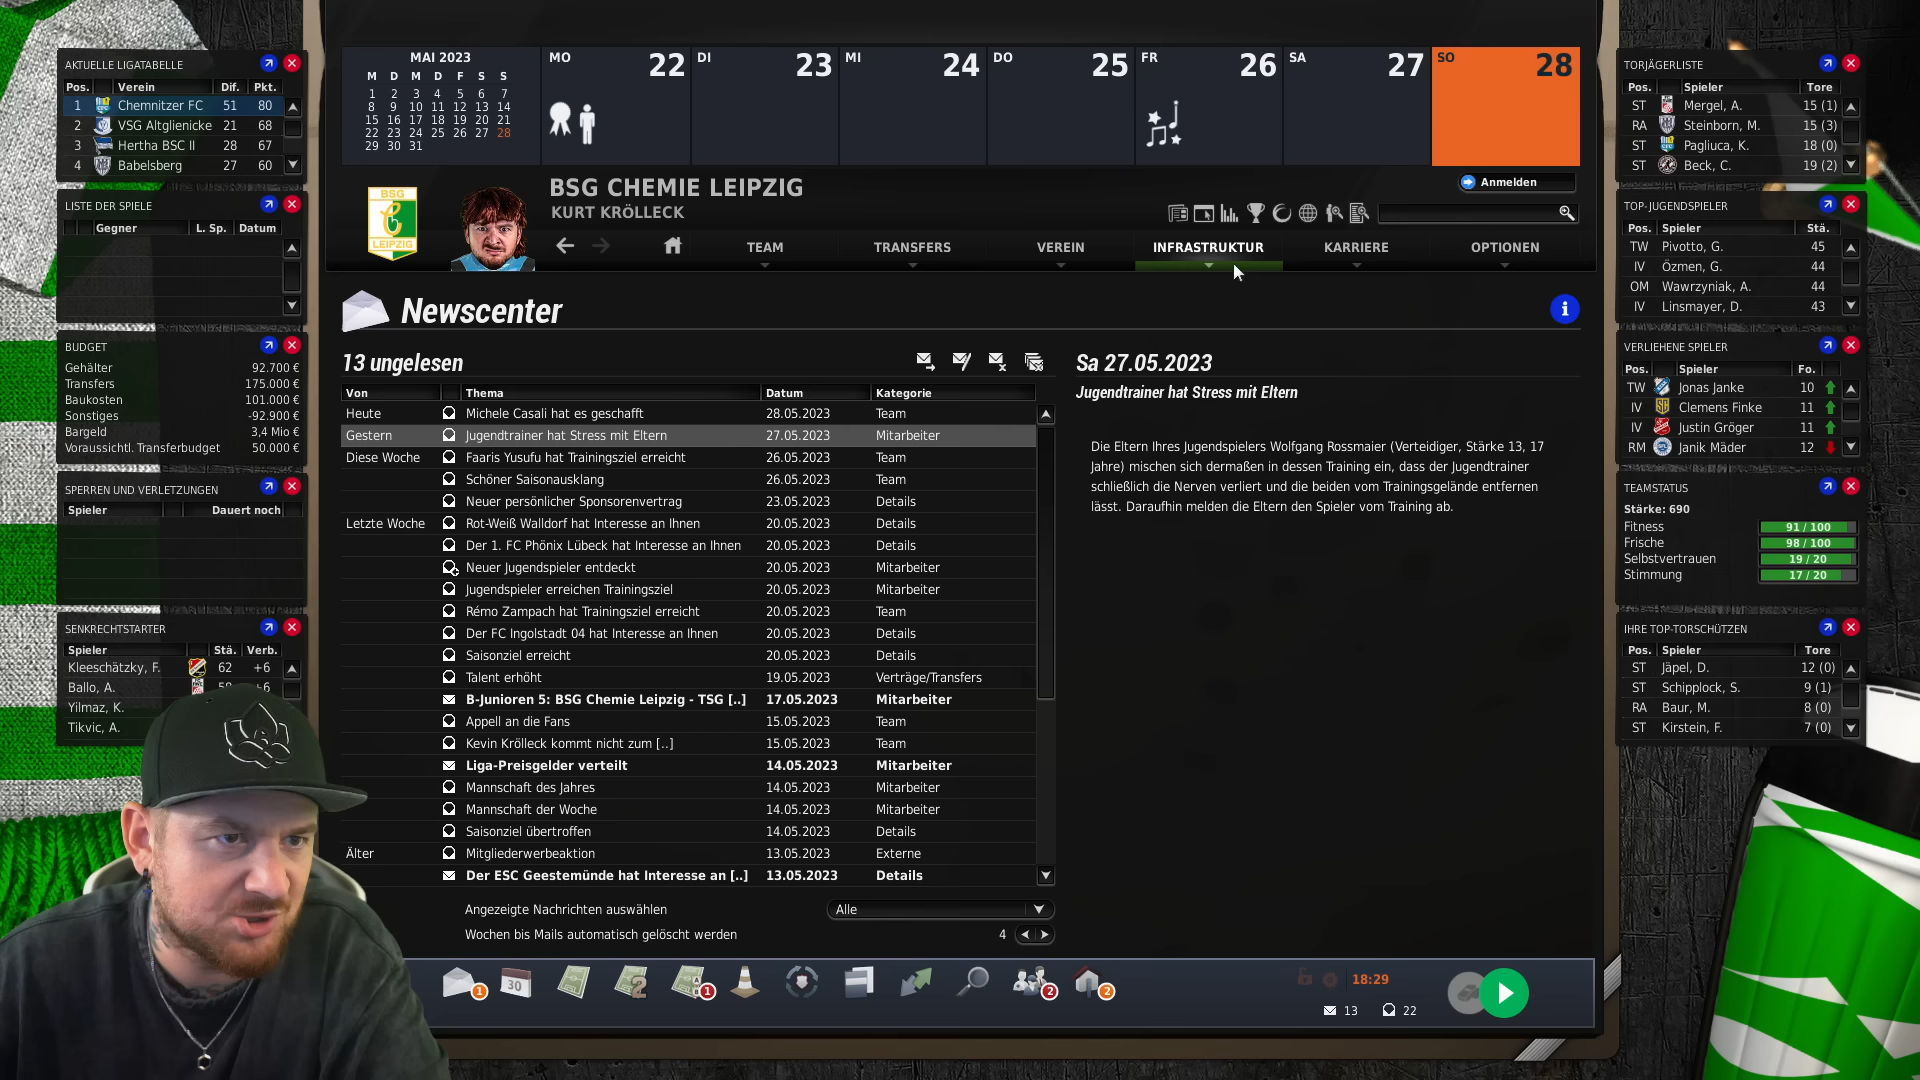 AKTUELLE LIGATABELLE
Pos. Verein Dif. Pkt.
1 Chemnitzer FC 51 80
2 VSG Altglienicke 21 68
3 Hertha BSC II 28 67
4 Babelsberg 27 60
LISTE DER SPIELE
Gegner L. Sp. Datum
BUDGET
Gehälter 92.700 €
Transfers 175.000 €
Baukosten 101.000 €
Sonstiges -92.900 €
Bargeld 3,4 Mio €
Voraussichtl. Transferbudget 50.000 €
SPERREN UND VERLETZUNGEN
Spieler Dauert noch
SENKRECHTSTARTER
Spieler Stä. Verb.
Kleeschätzky, F. 62 +6
Ballo, A.
Yilmaz, K.
Tikvic, A.
MAI 2023
M D M D F S S
1 2 3 4 5 6 7
8 9 10 11 12 13 14
15 16 17 18 19 20 21
22 23 24 25 26 27 28
29 30 31
MO 22 DI 23 MI 24 DO 25 FR 26 SA 27 SO 28
BSG
LEIPZIG
BSG CHEMIE LEIPZIG
KURT KRÖLLECK
Anmelden
TEAM TRANSFERS VEREIN INFRASTRUKTUR KARRIERE OPTIONEN
Newscenter
13 ungelesen
Von Thema Datum Kategorie
Heute Michele Casali hat es geschafft 28.05.2023 Team
Gestern Jugendtrainer hat Stress mit Eltern 27.05.2023 Mitarbeiter
Diese Woche Faaris Yusufu hat Trainingsziel erreicht 26.05.2023 Team
Schöner Saisonausklang 26.05.2023 Team
Neuer persönlicher Sponsorenvertrag 23.05.2023 Details
Letzte Woche Rot-Weiß Walldorf hat Interesse an Ihnen 20.05.2023 Details
Der 1. FC Phönix Lübeck hat Interesse an Ihnen 20.05.2023 Details
Neuer Jugendspieler entdeckt 20.05.2023 Mitarbeiter
Jugendspieler erreichen Trainingsziel 20.05.2023 Mitarbeiter
Rémo Zampach hat Trainingsziel erreicht 20.05.2023 Team
Der FC Ingolstadt 04 hat Interesse an Ihnen 20.05.2023 Details
Saisonziel erreicht 20.05.2023 Details
Talent erhöht 19.05.2023 Verträge/Transfers
B-Junioren 5: BSG Chemie Leipzig - TSG [..] 17.05.2023 Mitarbeiter
Appell an die Fans 15.05.2023 Team
Kevin Krölleck kommt nicht zum [..] 15.05.2023 Team
Liga-Preisgelder verteilt 14.05.2023 Mitarbeiter
Mannschaft des Jahres 14.05.2023 Mitarbeiter
Mannschaft der Woche 14.05.2023 Mitarbeiter
Saisonziel übertroffen 14.05.2023 Details
Älter Mitgliederwerbeaktion 13.05.2023 Externe
Der ESC Geestemünde hat Interesse an [..] 13.05.2023 Details
Angezeigte Nachrichten auswählen Alle
Wochen bis Mails automatisch gelöscht werden 4
Sa 27.05.2023
Jugendtrainer hat Stress mit Eltern
Die Eltern Ihres Jugendspielers Wolfgang Rossmaier (Verteidiger, Stärke 13, 17
Jahre) mischen sich dermaßen in dessen Training ein, dass der Jugendtrainer
schließlich die Nerven verliert und die beiden vom Trainingsgelände entfernen
lässt. Daraufhin melden die Eltern den Spieler vom Training ab.
1 30 2 1 2 2
18:29
13 22
TORJÄGERLISTE
Pos. Spieler Tore
ST Mergel, A. 15 (1)
RA Steinborn, M. 15 (3)
ST Pagliuca, K. 18 (0)
ST Beck, C. 19 (2)
TOP-JUGENDSPIELER
Pos. Spieler Stä.
TW Pivotto, G. 45
IV Özmen, G. 44
OM Wawrzyniak, A. 44
IV Linsmayer, D. 43
VERLIEHENE SPIELER
Pos. Spieler Fo.
TW Jonas Janke 10
IV Clemens Finke 11
IV Justin Gröger 11
RM Janik Mäder 12
TEAMSTATUS
Stärke: 690
Fitness 91 / 100
Frische 98 / 100
Selbstvertrauen 19 / 20
Stimmung 17 / 20
IHRE TOP-TORSCHÜTZEN
Pos. Spieler Tore
ST Jäpel, D. 12 (0)
ST Schipplock, S. 9 (1)
RA Baur, M. 8 (0)
ST Kirstein, F. 7 (0)